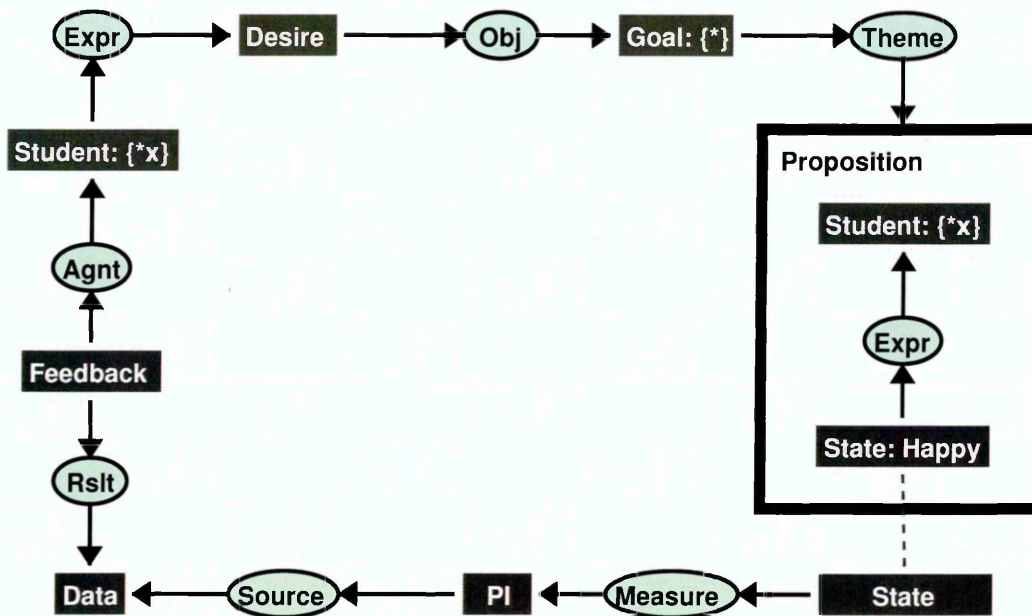 Expr
Desire
Obj
Goal: {*}
Theme
Student: {*x}
Proposition
Student: {*x}
Agnt
Expr
Feedback
State: Happy
Rslt
Data
Source
PI
Measure
State